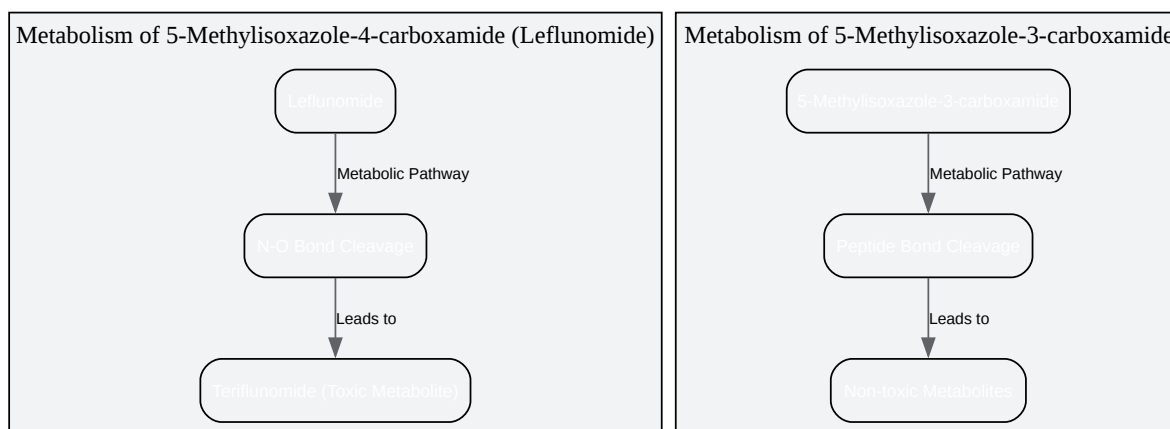 Metabolism of 5-Methylisoxazole-4-carboxamide (Leflunomide)
Leflunomide
Metabolic Pathway
N-O Bond Cleavage
Leads to
Teriflunomide (Toxic Metabolite)
Metabolism of 5-Methylisoxazole-3-carboxamide
5-Methylisoxazole-3-carboxamide
Metabolic Pathway
Peptide Bond Cleavage
Leads to
Non-toxic Metabolites